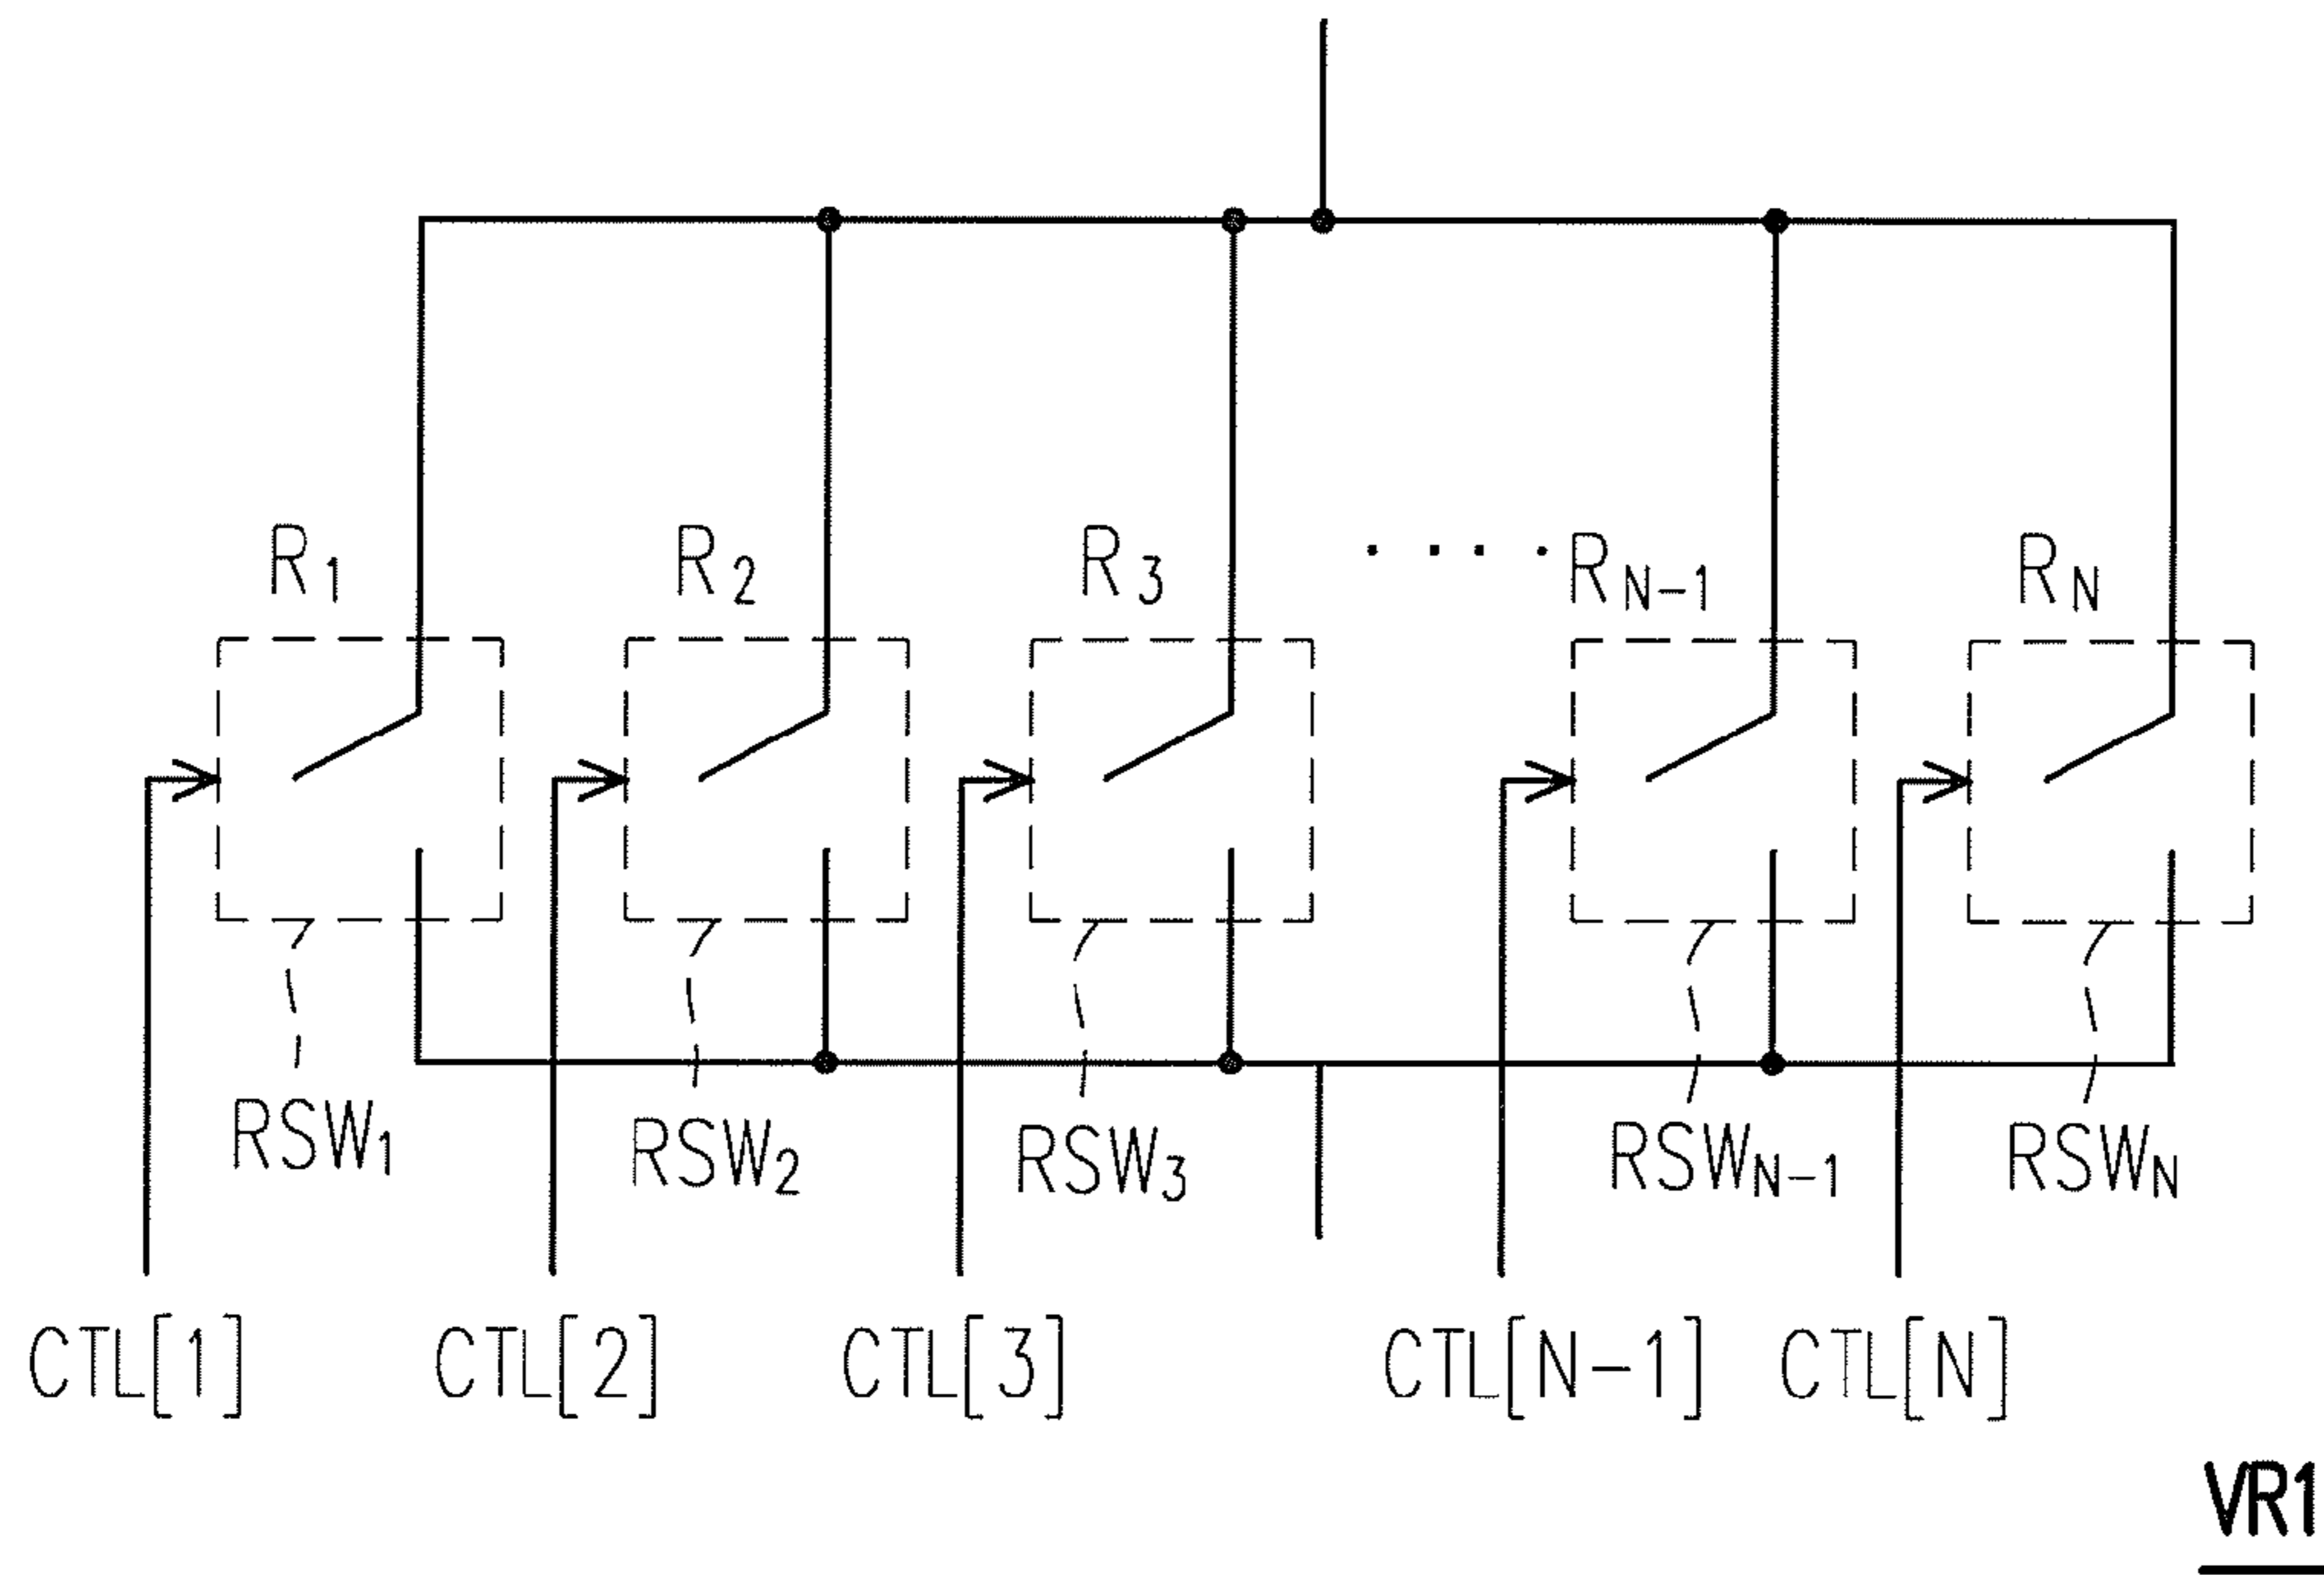 R1 R2 R3 .... RN-1 RN
RSW1 RSW2 RSW3 RSWN-1 RSWN
CTL[1] CTL[2] CTL[3] CTL[N-1] CTL[N]
VR1